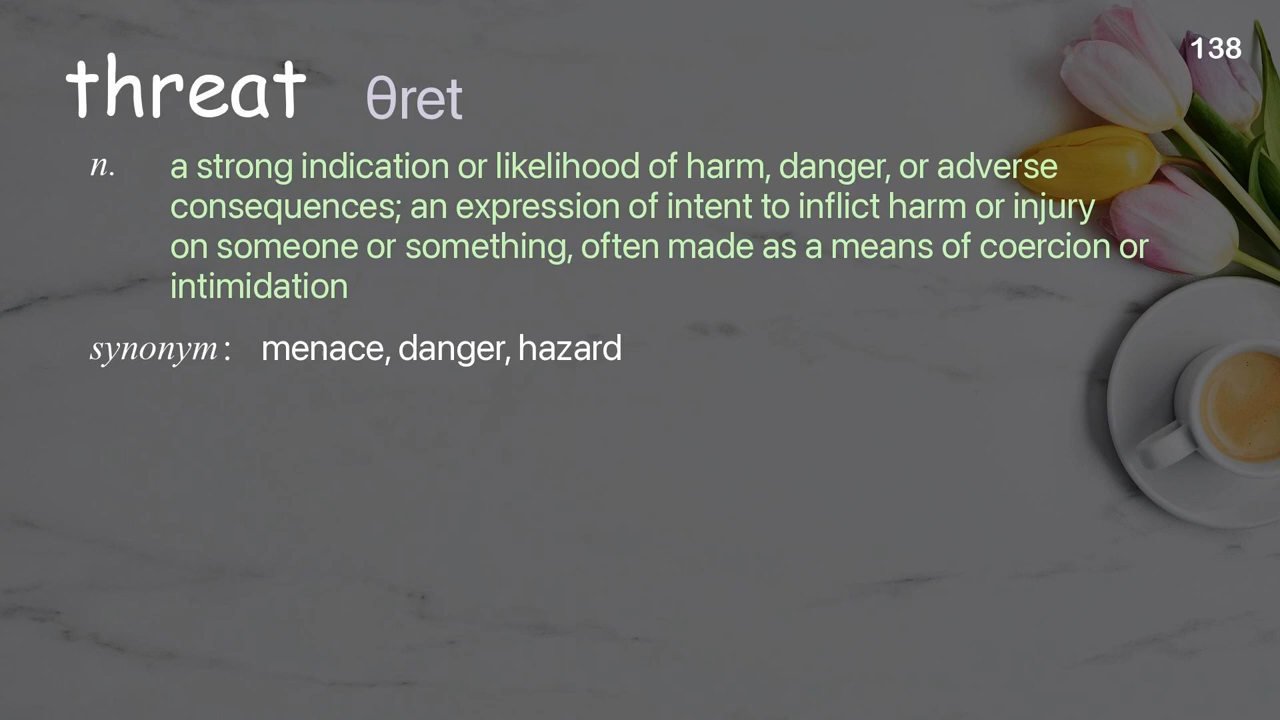 138
threat θret
n. a strong indication or likelihood of harm, danger, or adverse
consequences; an expression of intent to inflict harm or injury
on someone or something, often made as a means of coercion or
intimidation
synonym : menace, danger, hazard